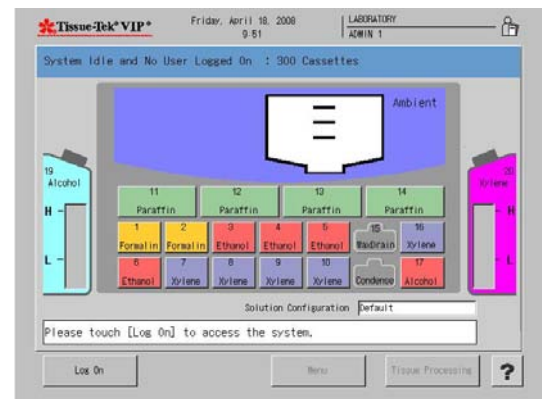 Tissue-Tek® VIP®
Friday, April 18, 2008
9:51
LABORATORY
ADMIN 1
System Idle and No User Logged On : 300 Cassettes
Ambient
19
Alcohol
H
L
20
Xylene
H
L
11
Paraffin
12
Paraffin
13
Paraffin
14
Paraffin
1
Formalin
2
Formalin
3
Ethanol
4
Ethanol
5
Ethanol
15
WaxDrain
16
Xylene
6
Ethanol
7
Xylene
8
Xylene
9
Xylene
10
Xylene
Condense
17
Alcohol
Solution Configuration
Default
Please touch [Log On] to access the system.
Log On
Menu
Tissue Processing
?